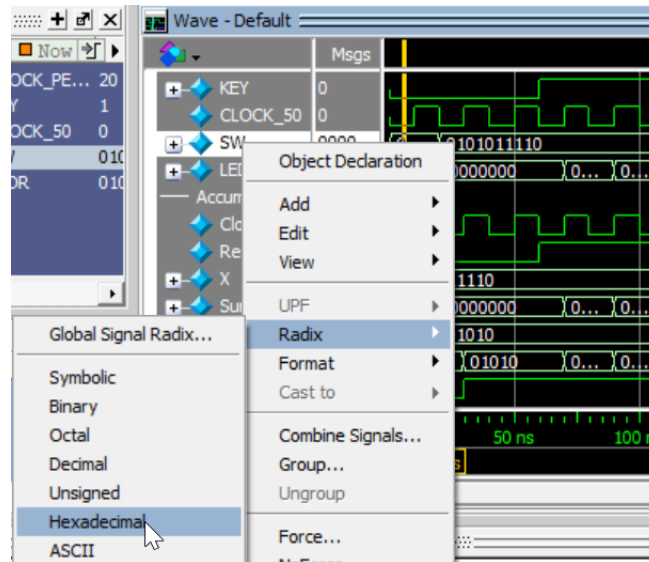 Now
Wave - Default
Msgs
OCK_PE... 20
Y 1
OCK_50 0
010
OR 010
KEY 0
CLOCK_50 0
SW 0000 0101011110
LED 0000000 0... 0...
Accum
Clo
Re
X 1110
Sum 0000000 0... 0...
1010
01010 0... 0...
50 ns 100
s
Object Declaration
Add
Edit
View
UPF
Radix
Format
Cast to
Combine Signals...
Group...
Ungroup
Force...
NoForce
Global Signal Radix...
Symbolic
Binary
Octal
Decimal
Unsigned
Hexadecimal
ASCII